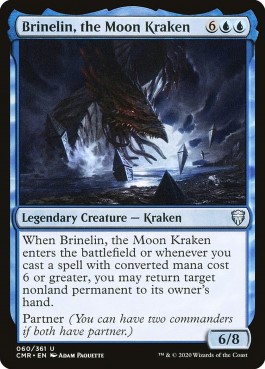 Brinelin, the Moon Kraken 6
Legendary Creature — Kraken
When Brinelin, the Moon Kraken
enters the battlefield or whenever you
cast a spell with converted mana cost
6 or greater, you may return target
nonland permanent to its owner's
hand.
Partner (You can have two commanders
if both have partner.)
6/8
060/361 U
CMR • EN Adam Paquette ™ & © 2020 Wizards of the Coast